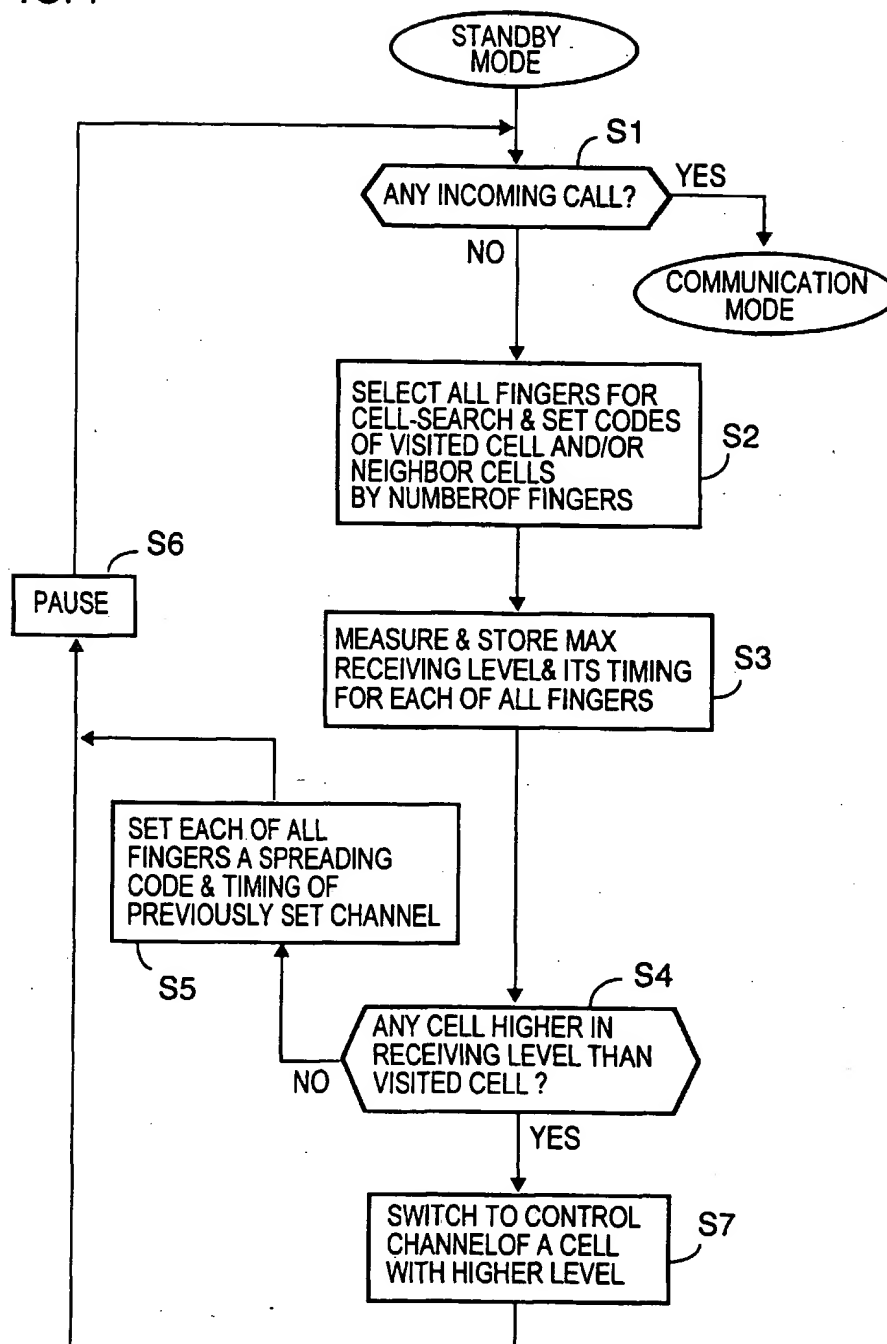 STANDBY
MODE
S1
ANY INCOMING CALL?
YES
NO
COMMUNICATION
MODE
SELECT ALL FINGERS FOR
CELL-SEARCH & SET CODES
OF VISITED CELL AND/OR
NEIGHBOR CELLS
BY NUMBEROF FINGERS
S2
S6
PAUSE
MEASURE & STORE MAX
RECEIVING LEVEL& ITS TIMING
FOR EACH OF ALL FINGERS
S3
SET EACH OF ALL
FINGERS A SPREADING
CODE & TIMING OF
PREVIOUSLY SET CHANNEL
S5
S4
ANY CELL HIGHER IN
RECEIVING LEVEL THAN
VISITED CELL ?
NO
YES
SWITCH TO CONTROL
CHANNELOF A CELL
WITH HIGHER LEVEL
S7